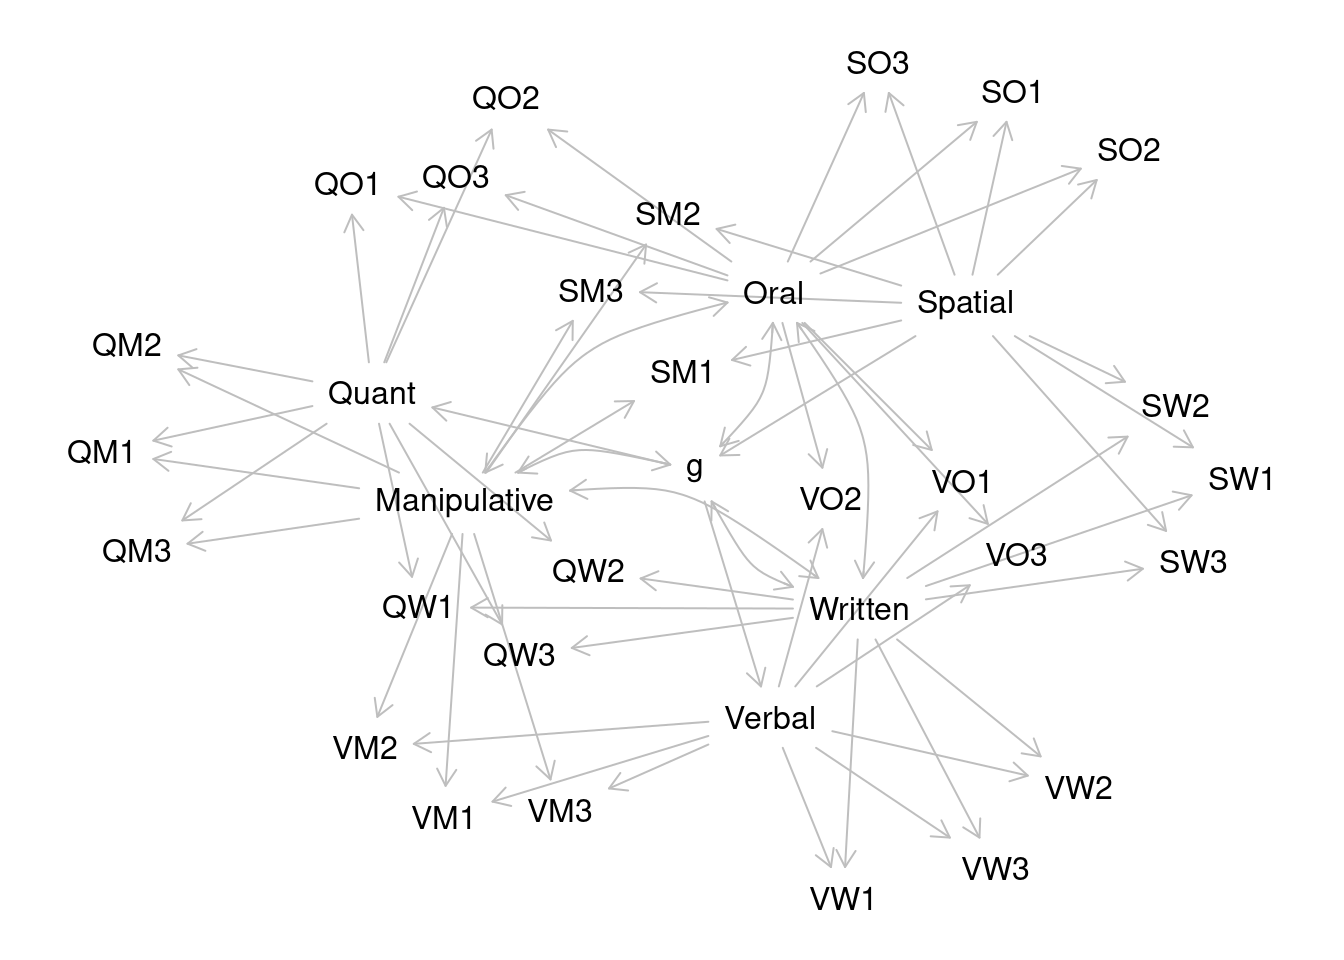 SO3
SO1
QO2
SO2
QO3
QO1
SM2
SM3
Oral
Spatial
QM2
SM1
Quant
SW2
QM1
g
SW1
VO1
Manipulative
VO2
QM3
VO3
SW3
QW2
QW1
Written
QW3
Verbal
VM2
VW2
VM3
VM1
VW3
VW1